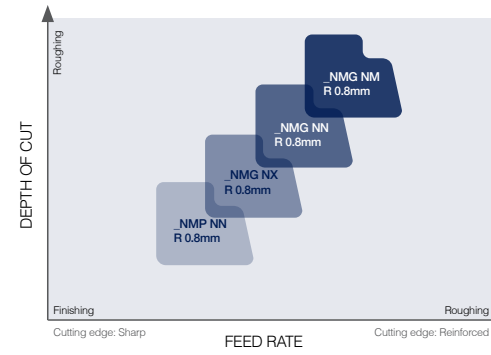 Roughing
DEPTH OF CUT
_NMG NM
R 0.8mm
_NMG NN
R 0.8mm
_NMG NX
R 0.8mm
_NMP NN
R 0.8mm
Finishing
Roughing
Cutting edge: Sharp
Cutting edge: Reinforced
FEED RATE